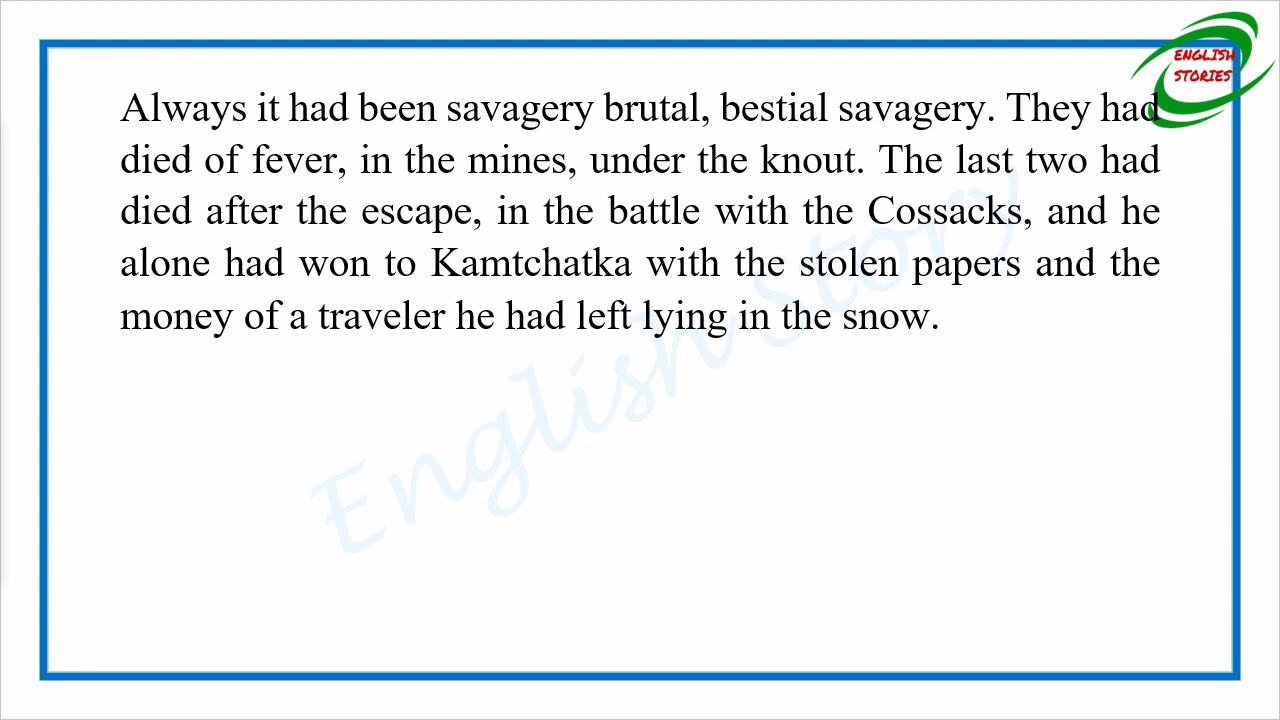 ENGLISH
STORIES
Always it had been savagery brutal, bestial savagery. They had
died of fever, in the mines, under the knout. The last two had
died after the escape, in the battle with the Cossacks, and he
alone had won to Kamtchatka with the stolen papers and the
money of a traveler he had left lying in the snow.
English Story